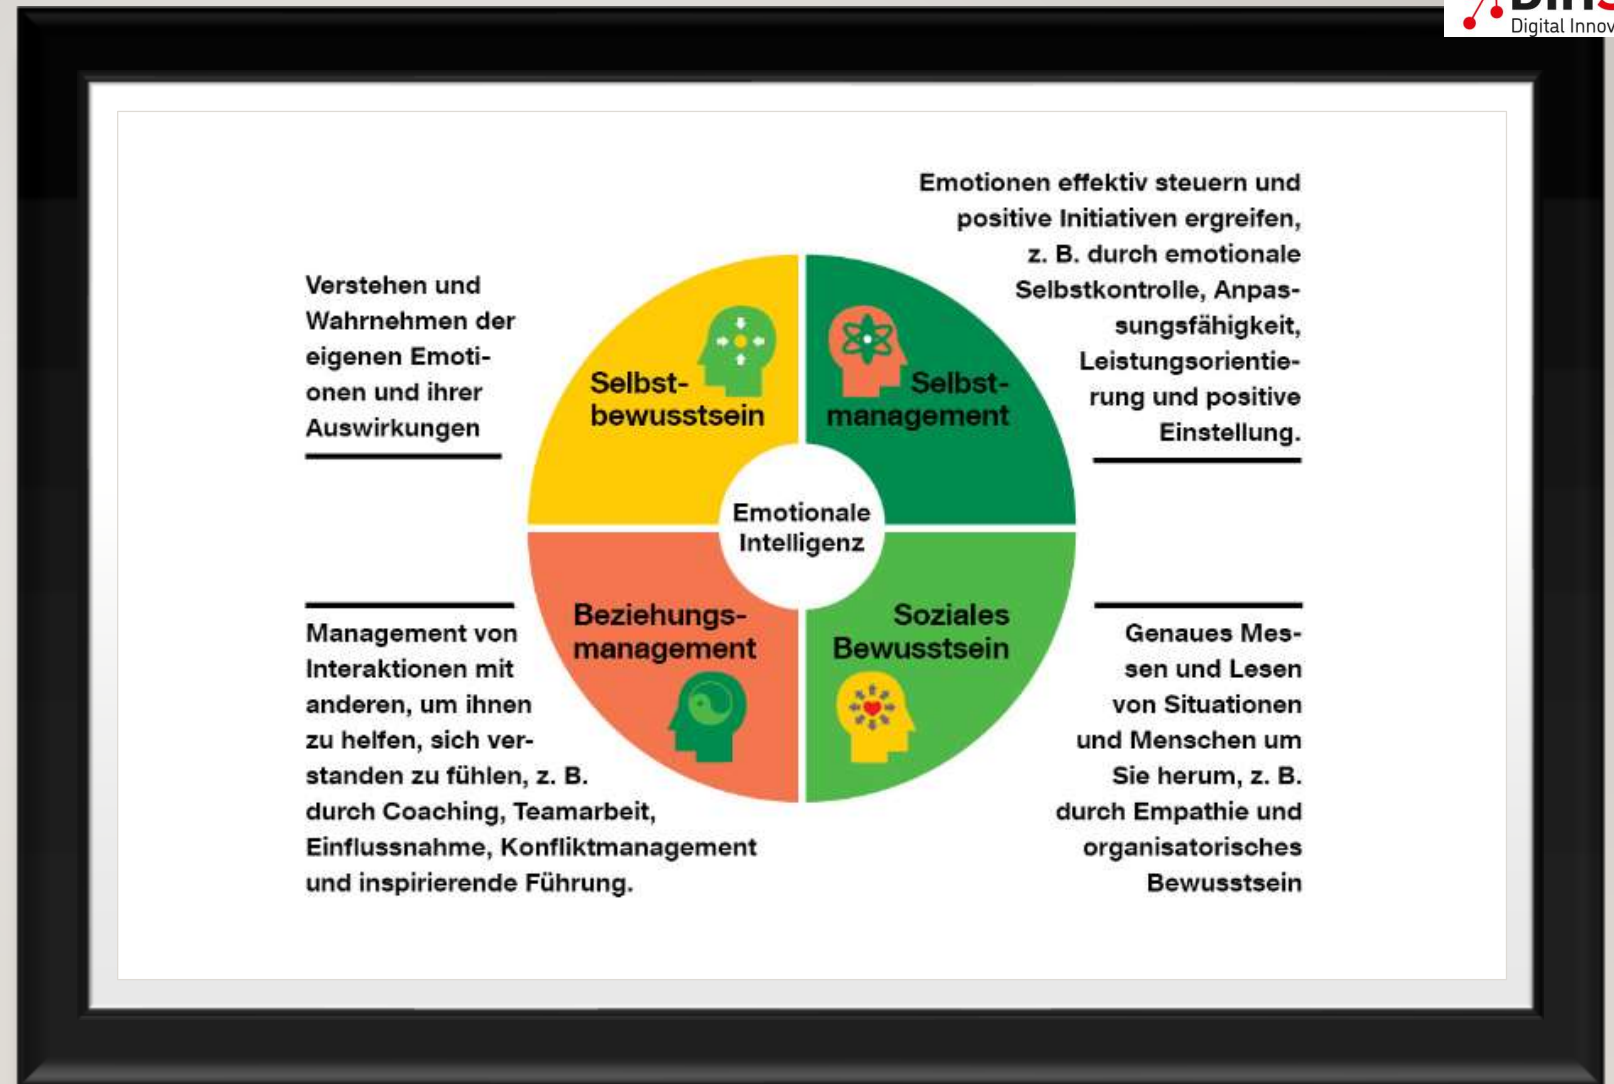 Digital Innov
Emotionen effektiv steuern und
positive Initiativen ergreifen,
z. B. durch emotionale
Selbstkontrolle, Anpas-
sungsfähigkeit,
Leistungsorientie-
rung und positive
Einstellung.
Verstehen und
Wahrnehmen der
eigenen Emoti-
onen und ihrer
Auswirkungen
Selbst-
bewusstsein
Selbst-
management
Emotionale
Intelligenz
Beziehungs-
management
Soziales
Bewusstsein
Management von
Interaktionen mit
anderen, um ihnen
zu helfen, sich ver-
standen zu fühlen, z. B.
durch Coaching, Teamarbeit,
Einflussnahme, Konfliktmanagement
und inspirierende Führung.
Genaues Mes-
sen und Lesen
von Situationen
und Menschen um
Sie herum, z. B.
durch Empathie und
organisatorisches
Bewusstsein